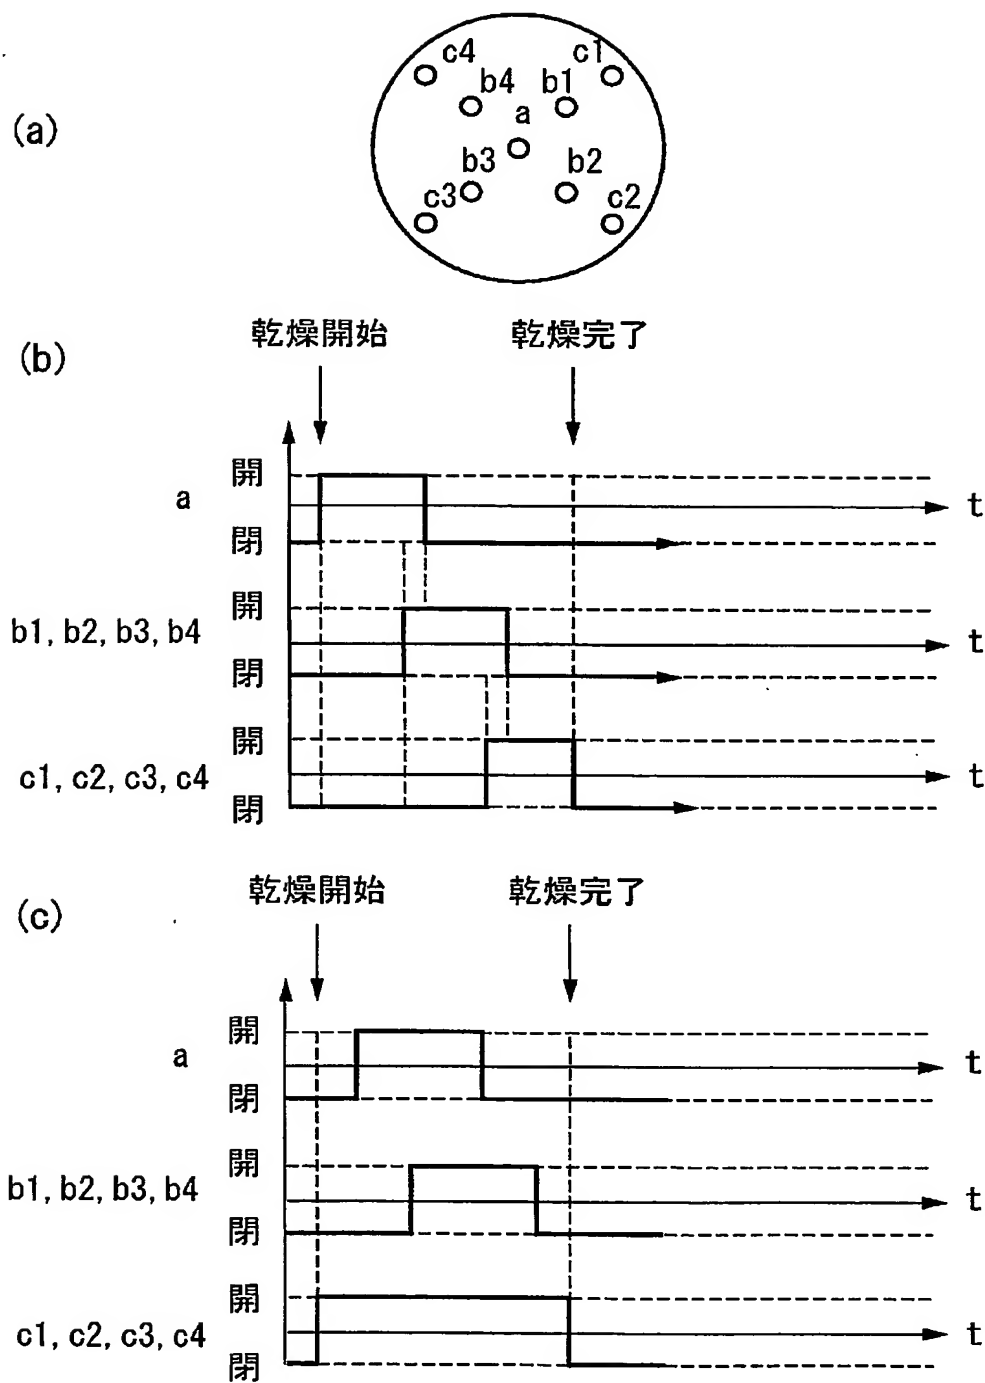 (a)
c4 c1
b4 b1
a
b3 b2
c3 c2
(b)
乾燥開始 乾燥完了
開
a t
閉
開
b1, b2, b3, b4 t
閉
開
c1, c2, c3, c4 t
閉
(c)
乾燥開始 乾燥完了
開
a t
閉
開
b1, b2, b3, b4 t
閉
開
c1, c2, c3, c4 t
閉